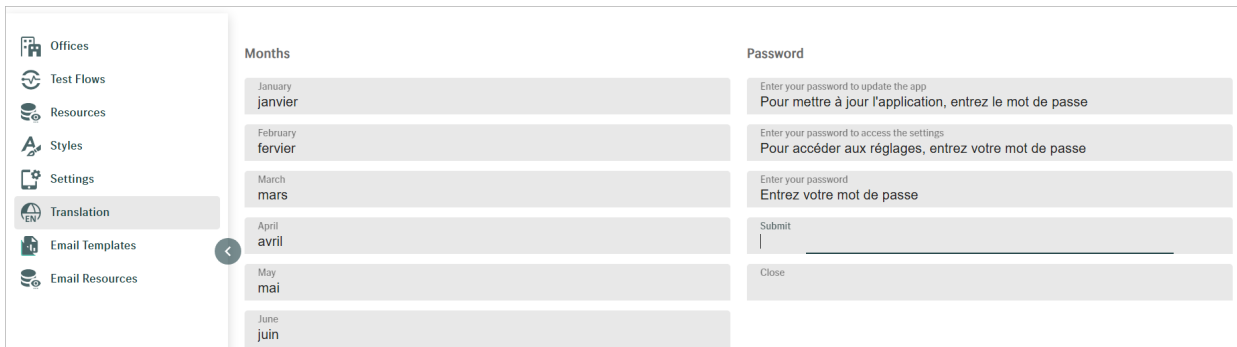 Offices
Test Flows
Resources
Styles
Settings
EN
Translation
Email Templates
Email Resources
Months
January
janvier
February
fervier
March
mars
April
avril
May
mai
June
juin
Password
Enter your password to update the app
Pour mettre à jour l'application, entrez le mot de passe
Enter your password to access the settings
Pour accéder aux réglages, entrez votre mot de passe
Enter your password
Entrez votre mot de passe
Submit
Close